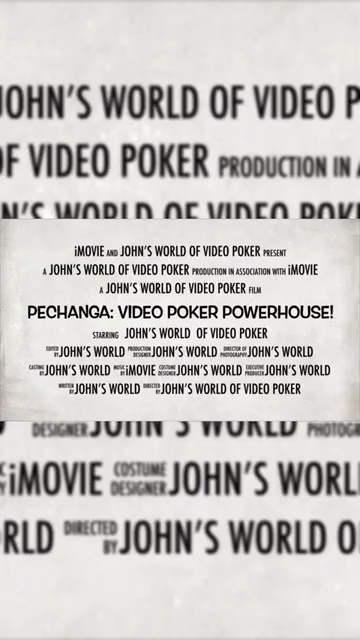 JOHN'S WORLD OF VIDEO P
OF VIDEO POKER PRODUCTION IN A
N'S WORLD OF VIDEO POKE
iMOVIE AND JOHN'S WORLD OF VIDEO POKER PRESENT
A JOHN'S WORLD OF VIDEO POKER PRODUCTION IN ASSOCIATION WITH iMOVIE
A JOHN'S WORLD OF VIDEO POKER FILM
PECHANGA: VIDEO POKER POWERHOUSE!
STARRING JOHN'S WORLD OF VIDEO POKER
EDITED BY JOHN'S WORLD PRODUCTION DESIGNER JOHN'S WORLD DIRECTOR OF PHOTOGRAPHY JOHN'S WORLD
CASTING BY JOHN'S WORLD MUSIC BY iMOVIE COSTUME DESIGNER JOHN'S WORLD EXECUTIVE PRODUCER JOHN'S WORLD
WRITTEN BY JOHN'S WORLD DIRECTED BY JOHN'S WORLD OF VIDEO POKER
DESIGNER JOHN'S WORLD PHOTOG
Y iMOVIE COSTUME DESIGNER JOHN'S WORL
RLD DIRECTED BY JOHN'S WORLD O